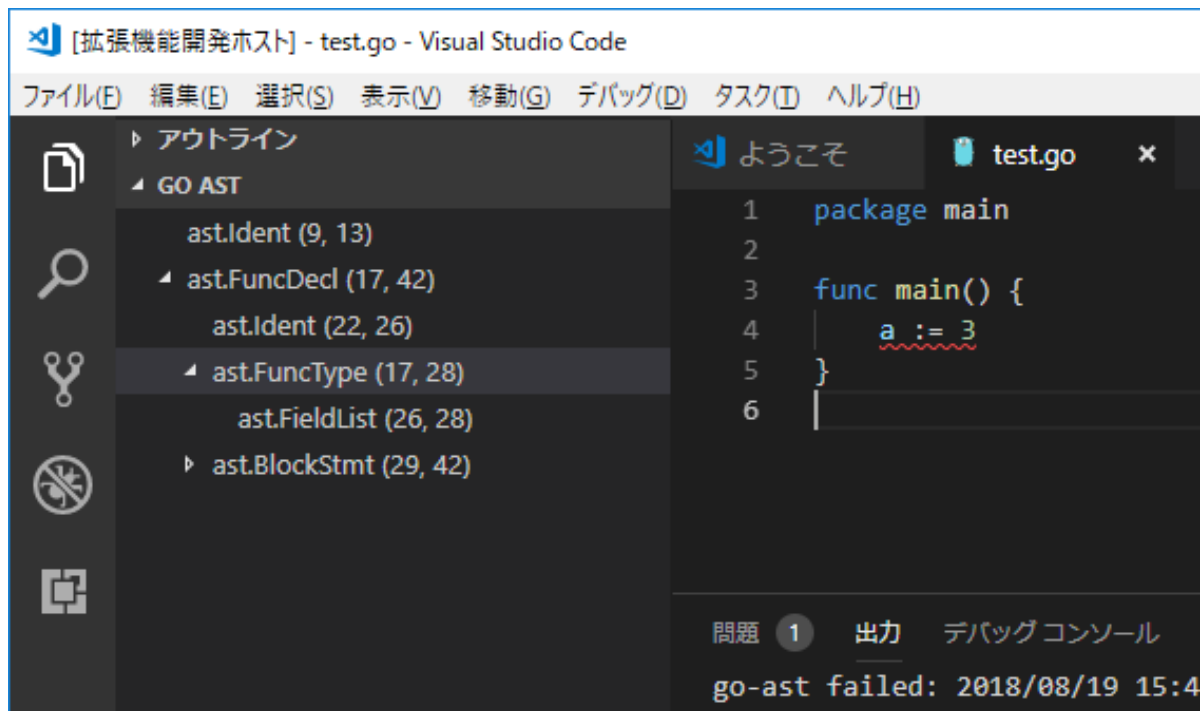 [拡張機能開発ホスト] - test.go - Visual Studio Code
ファイル(F) 編集(E) 選択(S) 表示(V) 移動(G) デバッグ(D) タスク(T) ヘルプ(H)
アウトライン
GO AST
ast.Ident (9, 13)
ast.FuncDecl (17, 42)
ast.Ident (22, 26)
ast.FuncType (17, 28)
ast.FieldList (26, 28)
ast.BlockStmt (29, 42)
ようこそ test.go ×
1 package main
2
3 func main() {
4 a := 3
5 }
6
問題 1 出力 デバッグ コンソール
go-ast failed: 2018/08/19 15:4